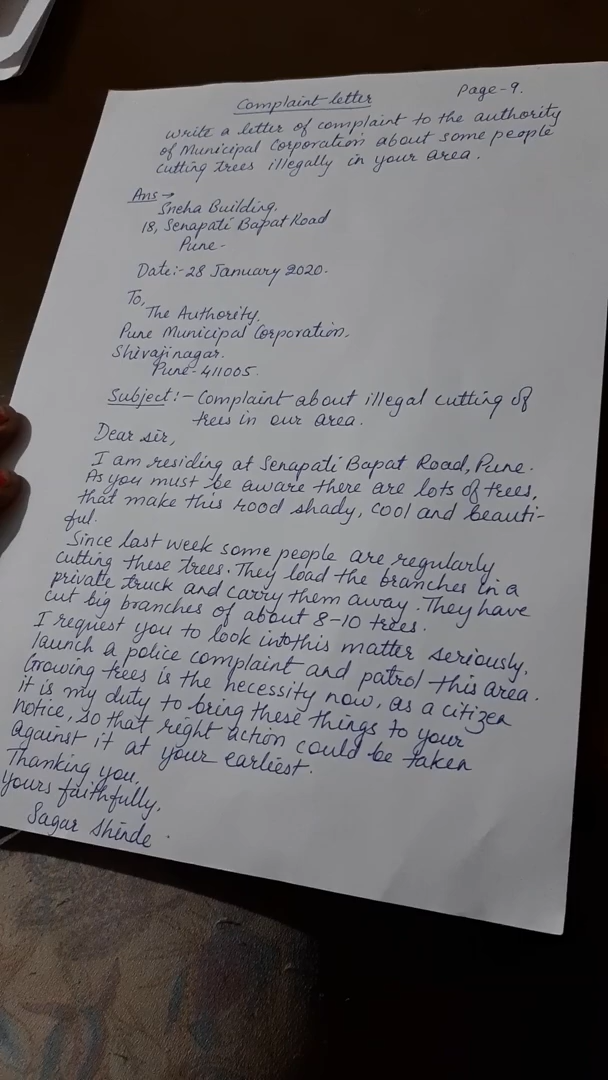 Complaint letter
Page-9.
Write a letter of complaint to the authority
of Municipal Corporation about some people
cutting trees illegally in your area.
Ans →
Sneha Building.
18, Senapati Bapat Road
Pune-
Date:- 28 January 2020.
To,
The Authority.
Pune Municipal Corporation.
Shivajinagar.
Pune-411005.
Subject:- Complaint about illegal cutting of
trees in our area.
Dear sir,
I am residing at Senapati Bapat Road, Pune.
As you must be aware there are lots of trees,
that make this rood shady, cool and beauti-
ful.
Since last week some people are regularly
cutting these trees. They load the branches in a
private truck and carry them away. They have
cut big branches of about 8-10 trees.
I request you to look into this matter seriously,
launch a police complaint and patrol this area.
Growing trees is the necessity now, as a citizen
it is my duty to bring these things to your
notice, so that right action could be taken
against it at your earliest.
Thanking you,
yours faithfully,
Sagar Shinde.